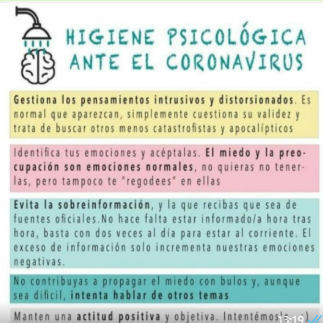 HIGIENE PSICOLÓGICA
ANTE EL CORONAVIRUS
Gestiona los pensamientos intrusivos y distorsionados. Es
normal que aparezcan, simplemente cuestiona su validez y
trata de buscar otros menos catastrofistas y apocalípticos
Identifica tus emociones y acéptalas. El miedo y la preo-
cupación son emociones normales, no quieras no tener-
las, pero tampoco te "regodees" en ellas
Evita la sobreinformación, y la que recibas que sea de
fuentes oficiales.No hace falta estar informado/a hora tras
hora, basta con dos veces al día para estar al corriente. El
exceso de información solo incrementa nuestras emociones
negativas.
No contribuyas a propagar el miedo con bulos y, aunque
sea difícil, intenta hablar de otros temas
Manten una actitud positiva y objetiva. Intentémos
13:19